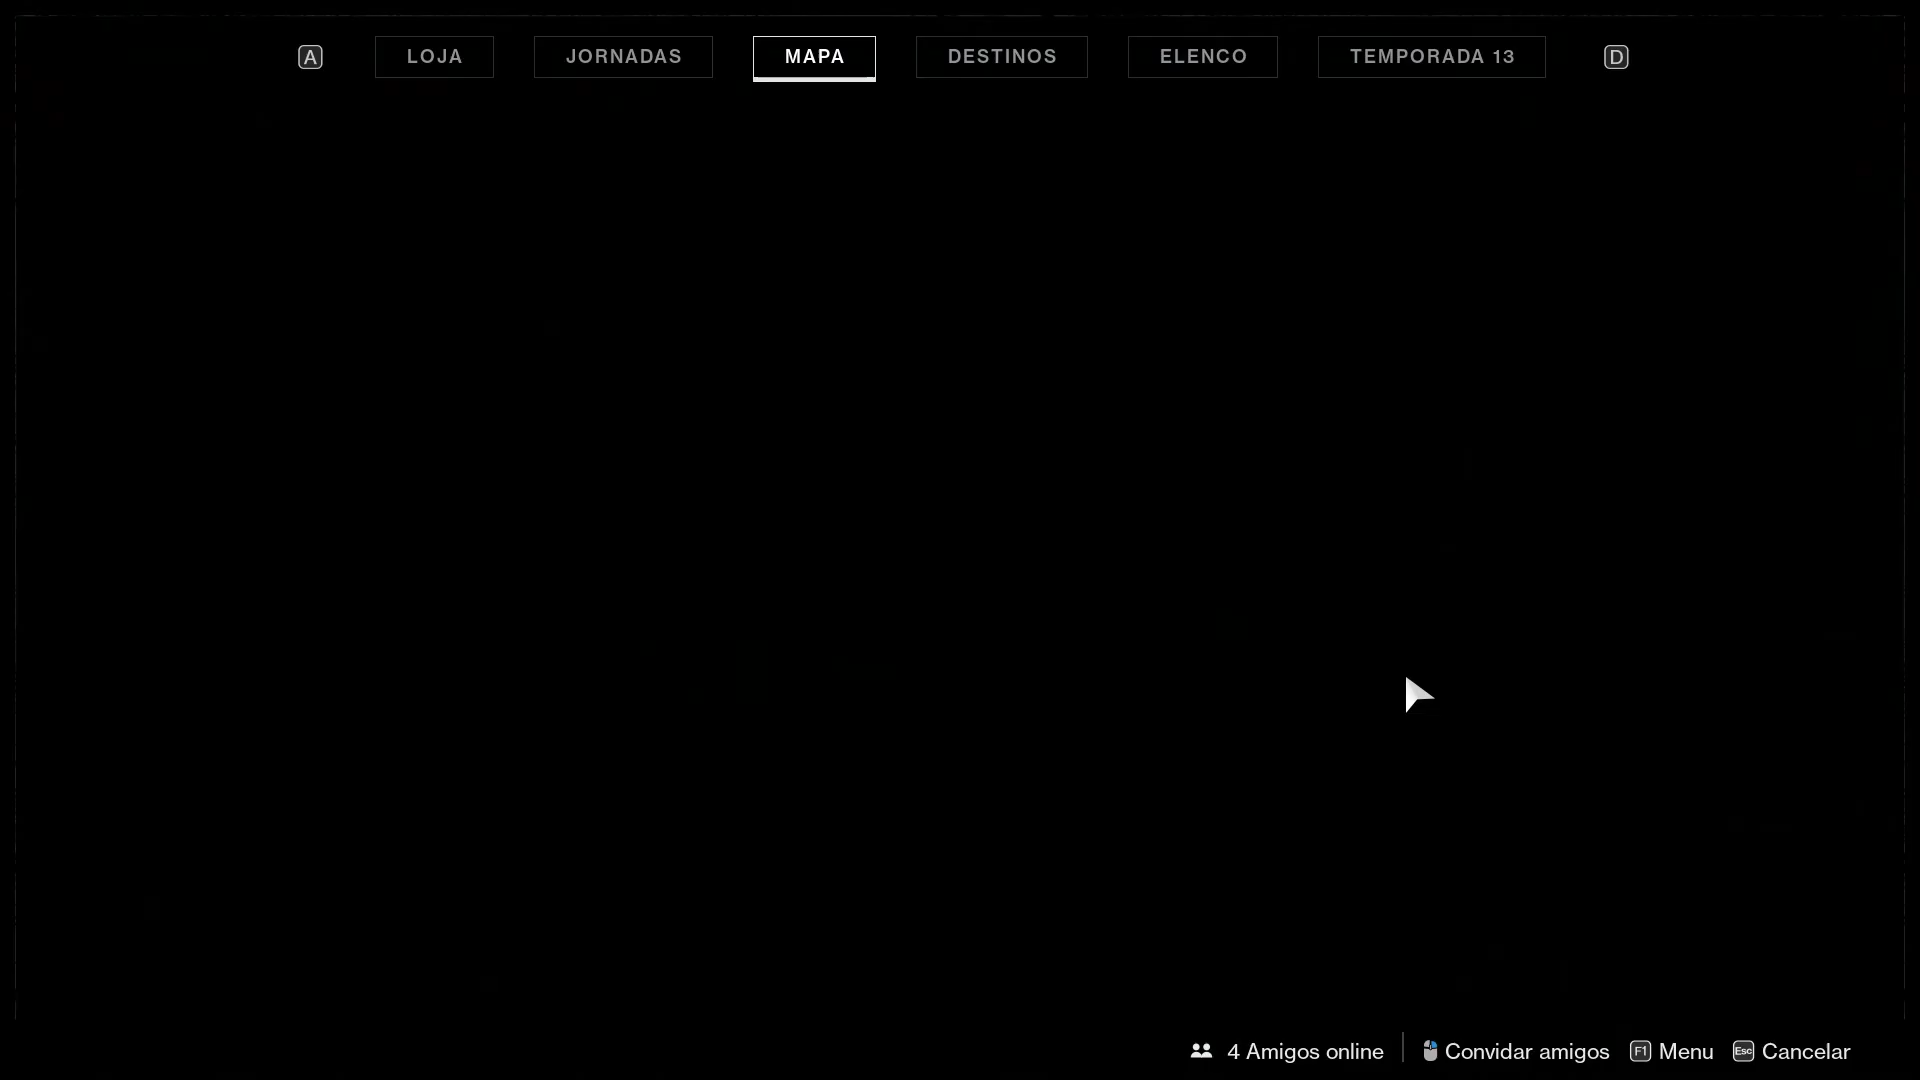 A LOJA JORNADAS MAPA DESTINOS ELENCO TEMPORADA 13 D
4 Amigos online Convidar amigos F1 Menu Esc Cancelar